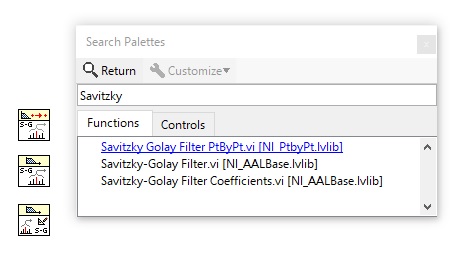 Search Palettes
x
Return
Customize▼
Savitzky
Functions
Controls
Savitzky Golay Filter PtByPt.vi [NI_PtbyPt.lvlib]
Savitzky-Golay Filter.vi [NI_AALBase.lvlib]
Savitzky-Golay Filter Coefficients.vi [NI_AALBase.lvlib]
S-G
S-G
S-G